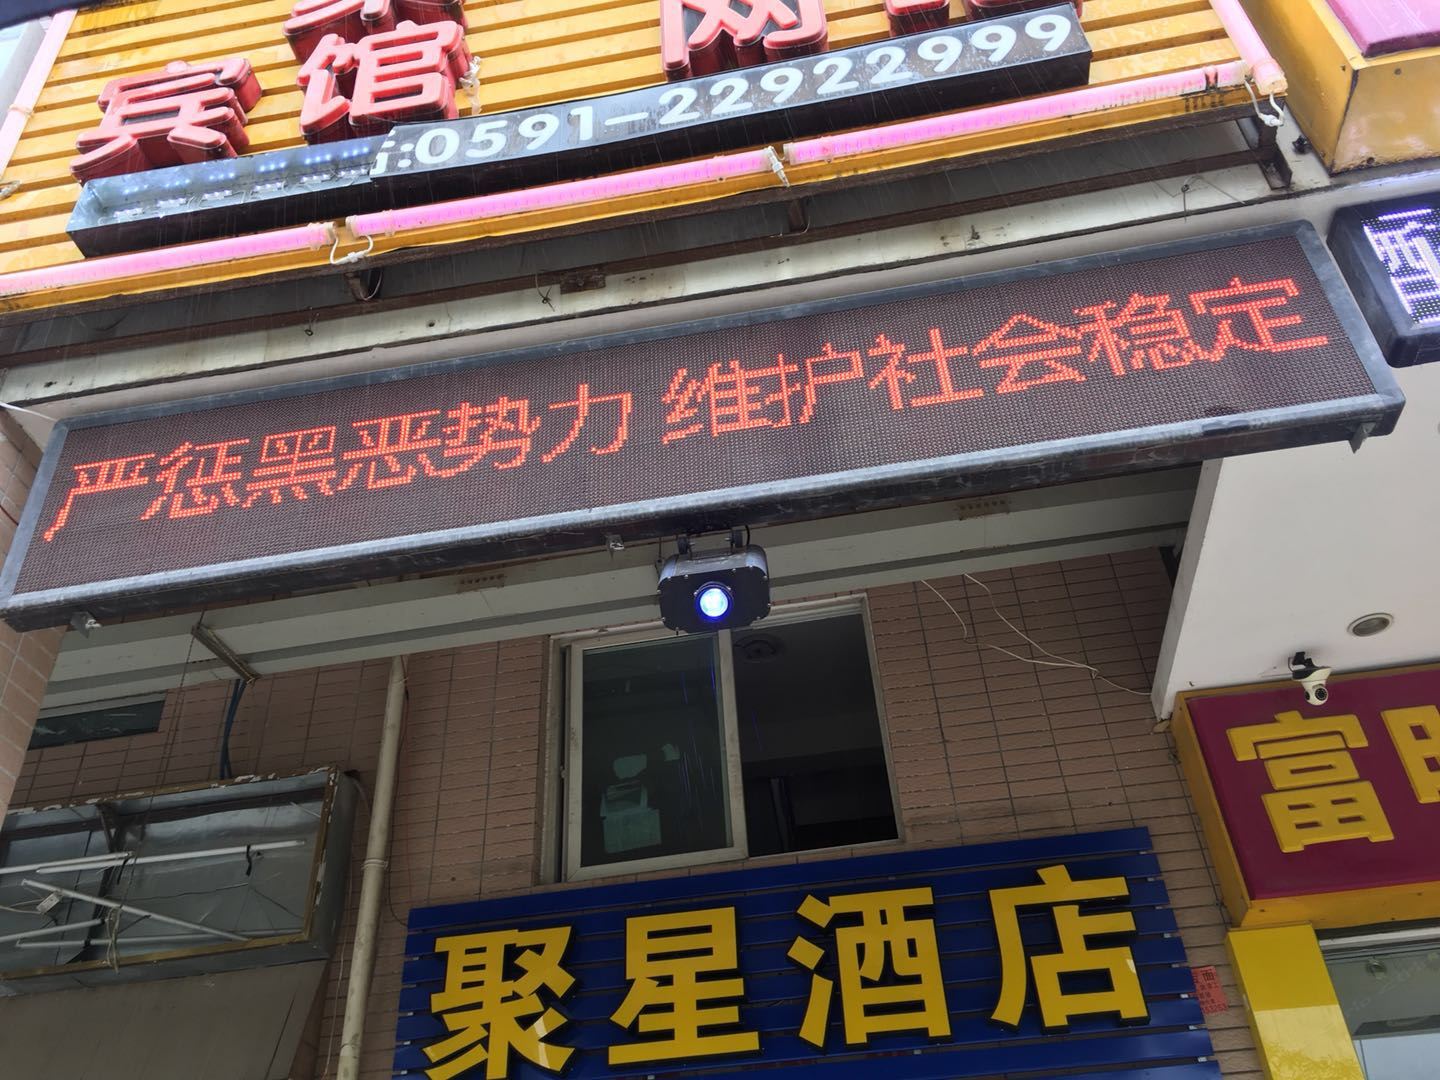 宾馆
:0591-22922999
严惩黑恶势力 维护社会稳定
富
聚星酒店